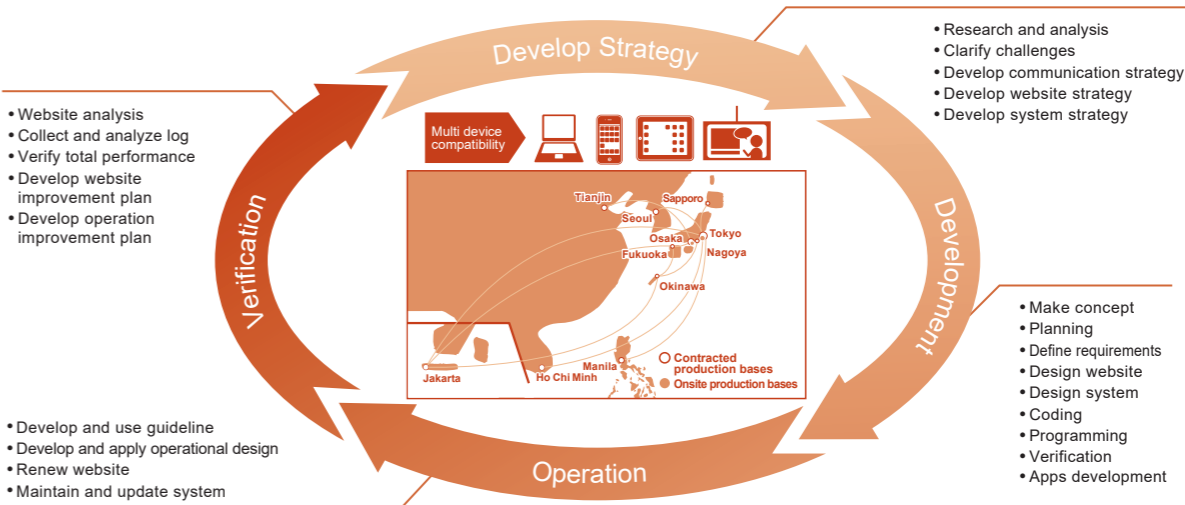 Develop Strategy
• Research and analysis
• Clarify challenges
• Develop communication strategy
• Develop website strategy
• Develop system strategy
• Website analysis
• Collect and analyze log
• Verify total performance
• Develop website
improvement plan
• Develop operation
improvement plan
Multi device
compatibility
Verification
Development
Tianjin
Sapporo
Seoul
Osaka
Tokyo
Fukuoka
Nagoya
Okinawa
Contracted
production bases
Onsite production bases
Manila
Jakarta
Ho Chi Minh
• Make concept
• Planning
• Define requirements
• Design website
• Design system
• Coding
• Programming
• Verification
• Apps development
• Develop and use guideline
• Develop and apply operational design
• Renew website
• Maintain and update system
Operation